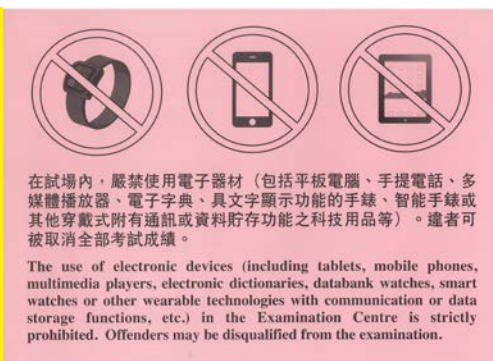 在試場內，嚴禁使用電子器材（包括平板電腦、手提電話、多
媒體播放器、電子字典、具文字顯示功能的手錶、智能手錶或
其他穿戴式附有通訊或資料貯存功能之科技用品等）。違者可
被取消全部考試成績。
The use of electronic devices (including tablets, mobile phones,
multimedia players, electronic dictionaries, databank watches, smart
watches or other wearable technologies with communication or data
storage functions, etc.) in the Examination Centre is strictly
prohibited. Offenders may be disqualified from the examination.